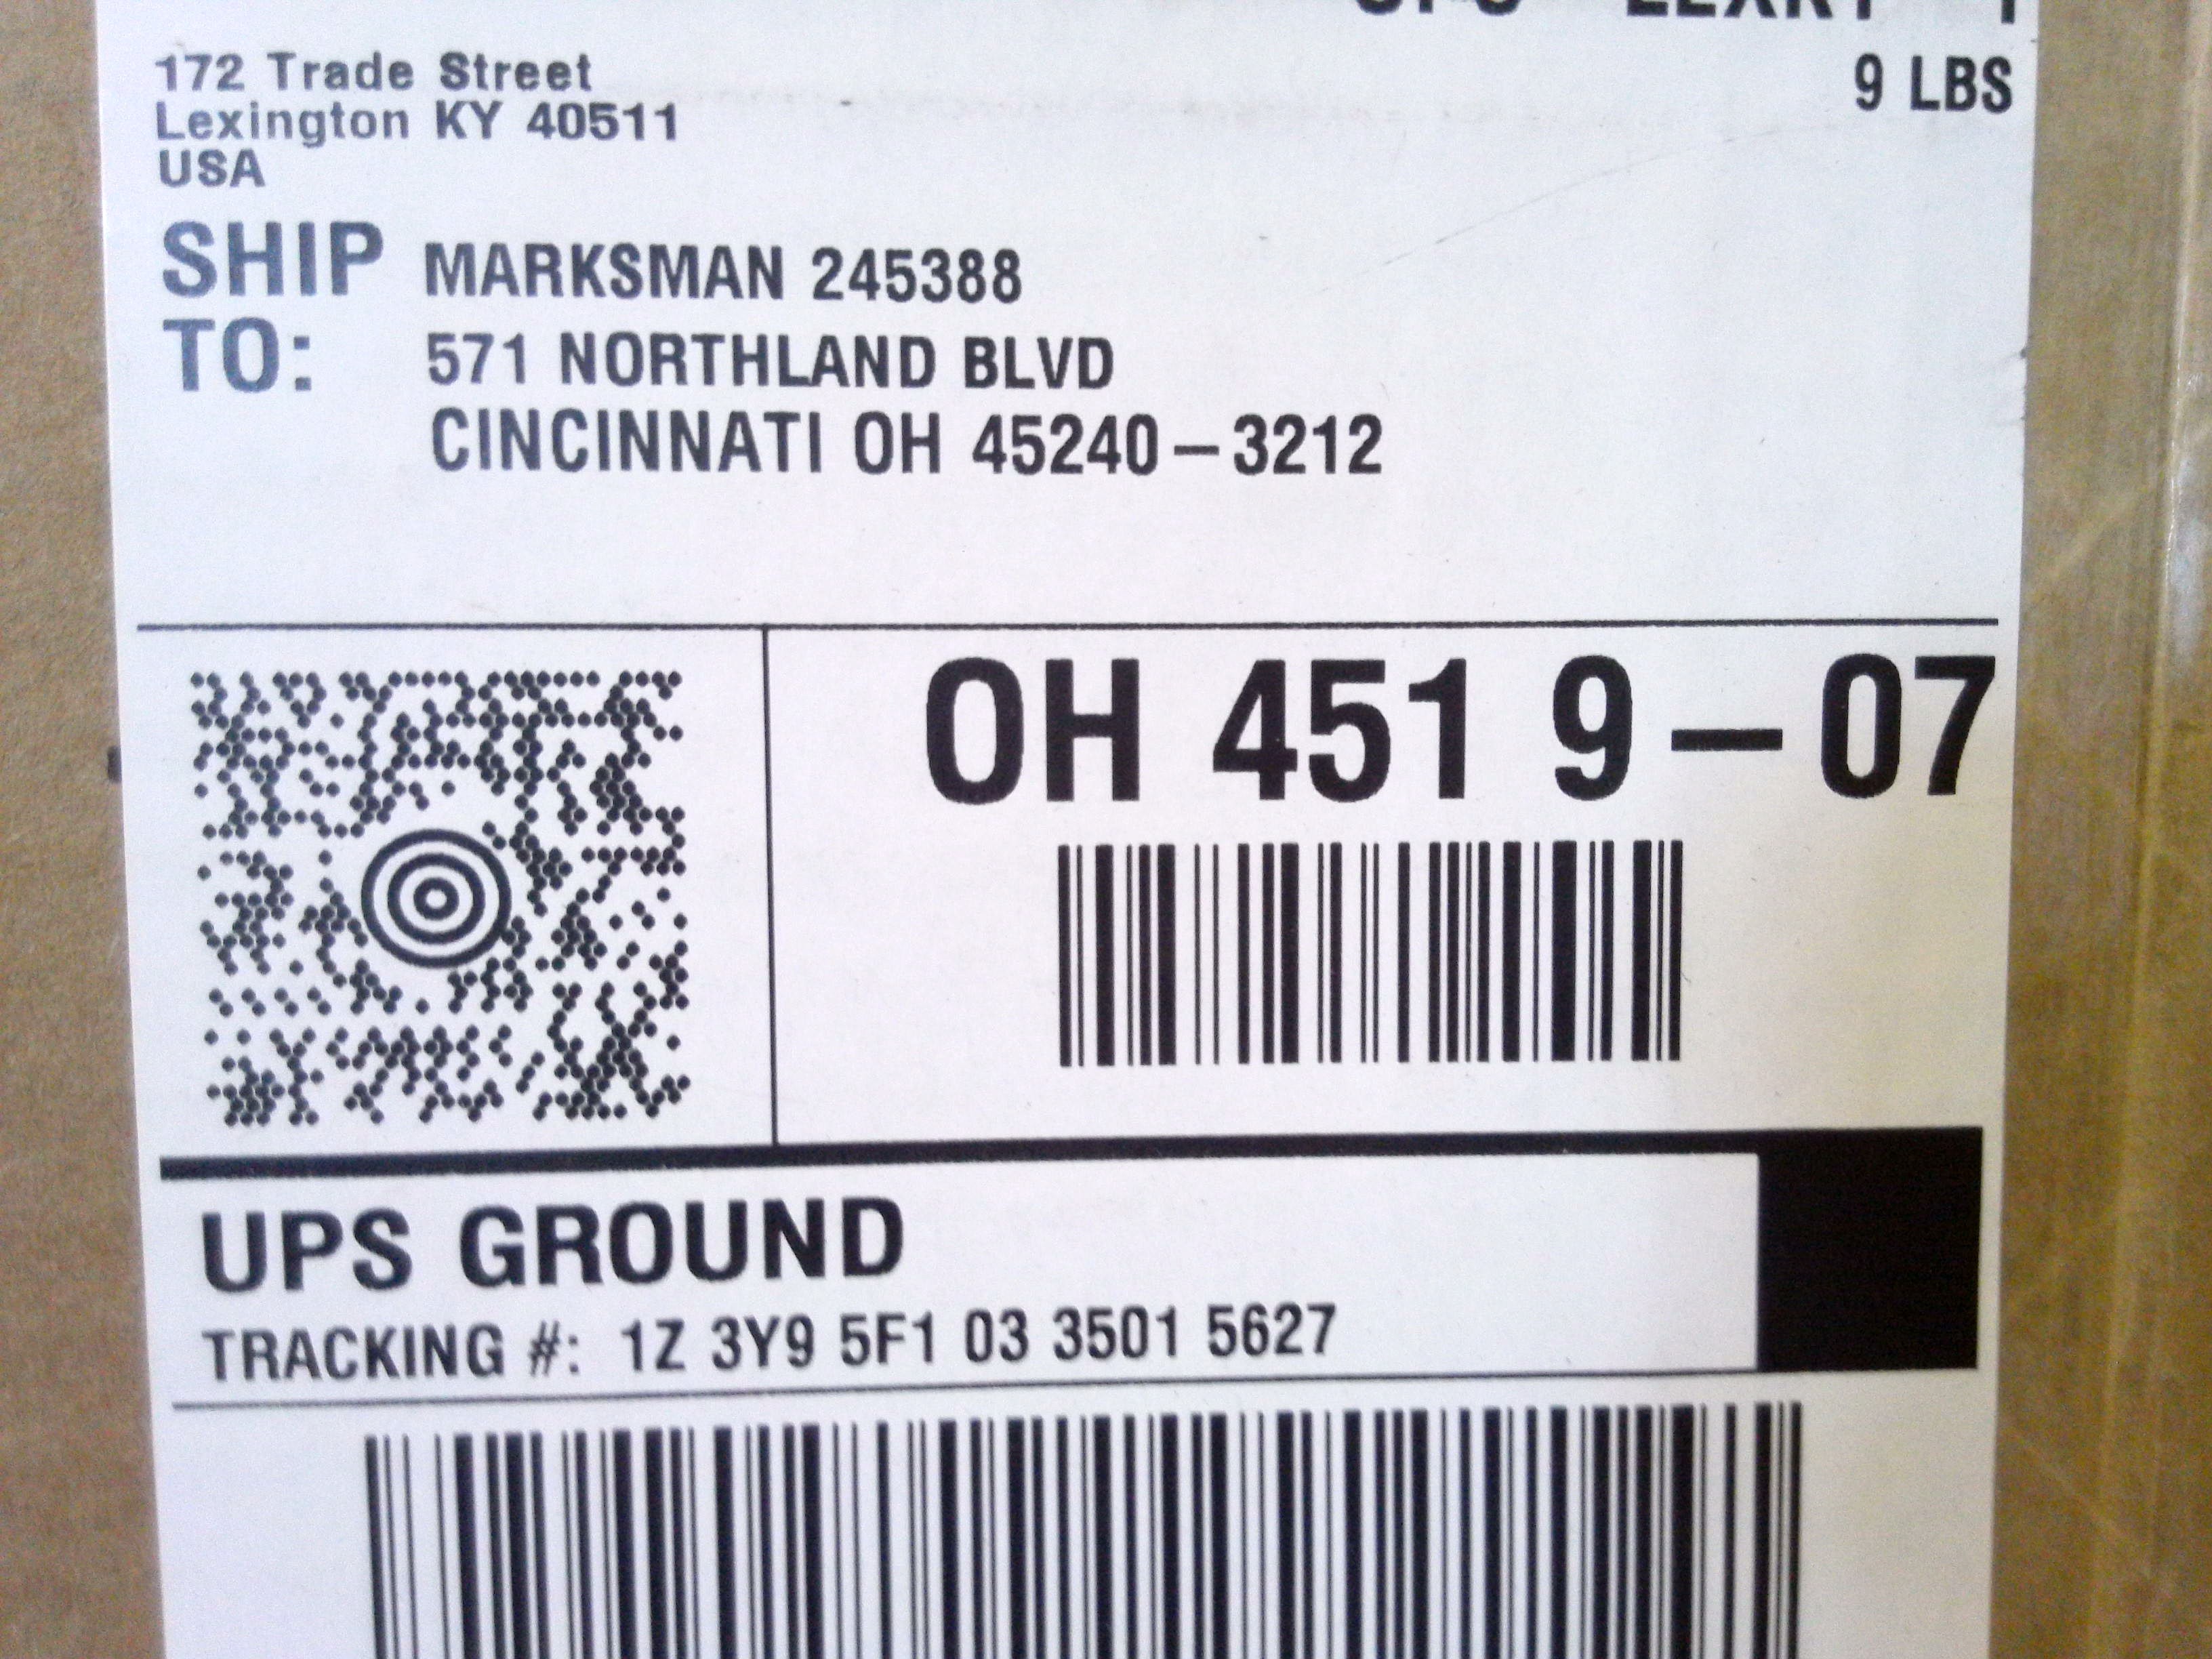 172 Trade Street
Lexington KY 40511
USA
9 LBS
SHIP TO:
MARKSMAN 245388
571 NORTHLAND BLVD
CINCINNATI OH 45240-3212
OH 451 9-07
UPS GROUND
TRACKING #: 1Z 3Y9 5F1 03 3501 5627